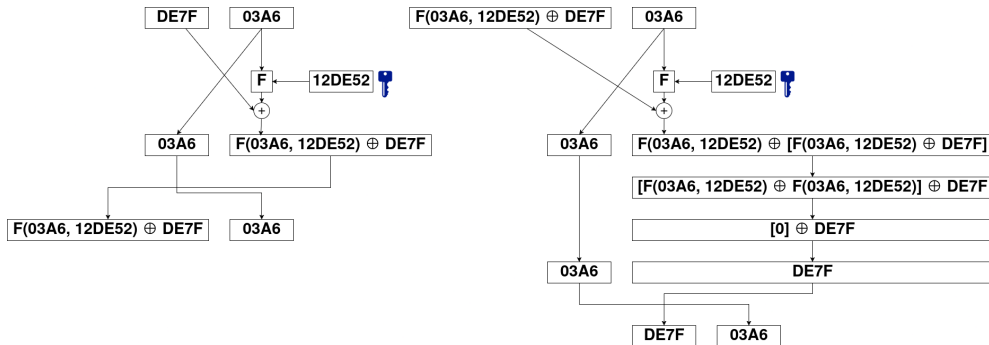 DE7F 03A6
F 12DE52
+
03A6 F(03A6, 12DE52) ⊕ DE7F
F(03A6, 12DE52) ⊕ DE7F 03A6
F(03A6, 12DE52) ⊕ DE7F 03A6
F 12DE52
+
03A6 F(03A6, 12DE52) ⊕ [F(03A6, 12DE52) ⊕ DE7F]
[F(03A6, 12DE52) ⊕ F(03A6, 12DE52)] ⊕ DE7F
[0] ⊕ DE7F
03A6 DE7F
DE7F 03A6